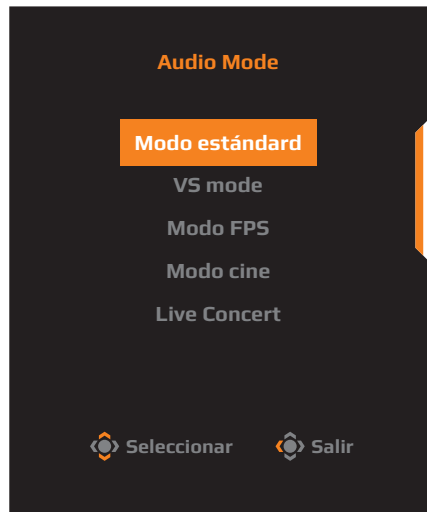 Audio Mode
Modo estándard
VS mode
Modo FPS
Modo cine
Live Concert
Seleccionar Salir